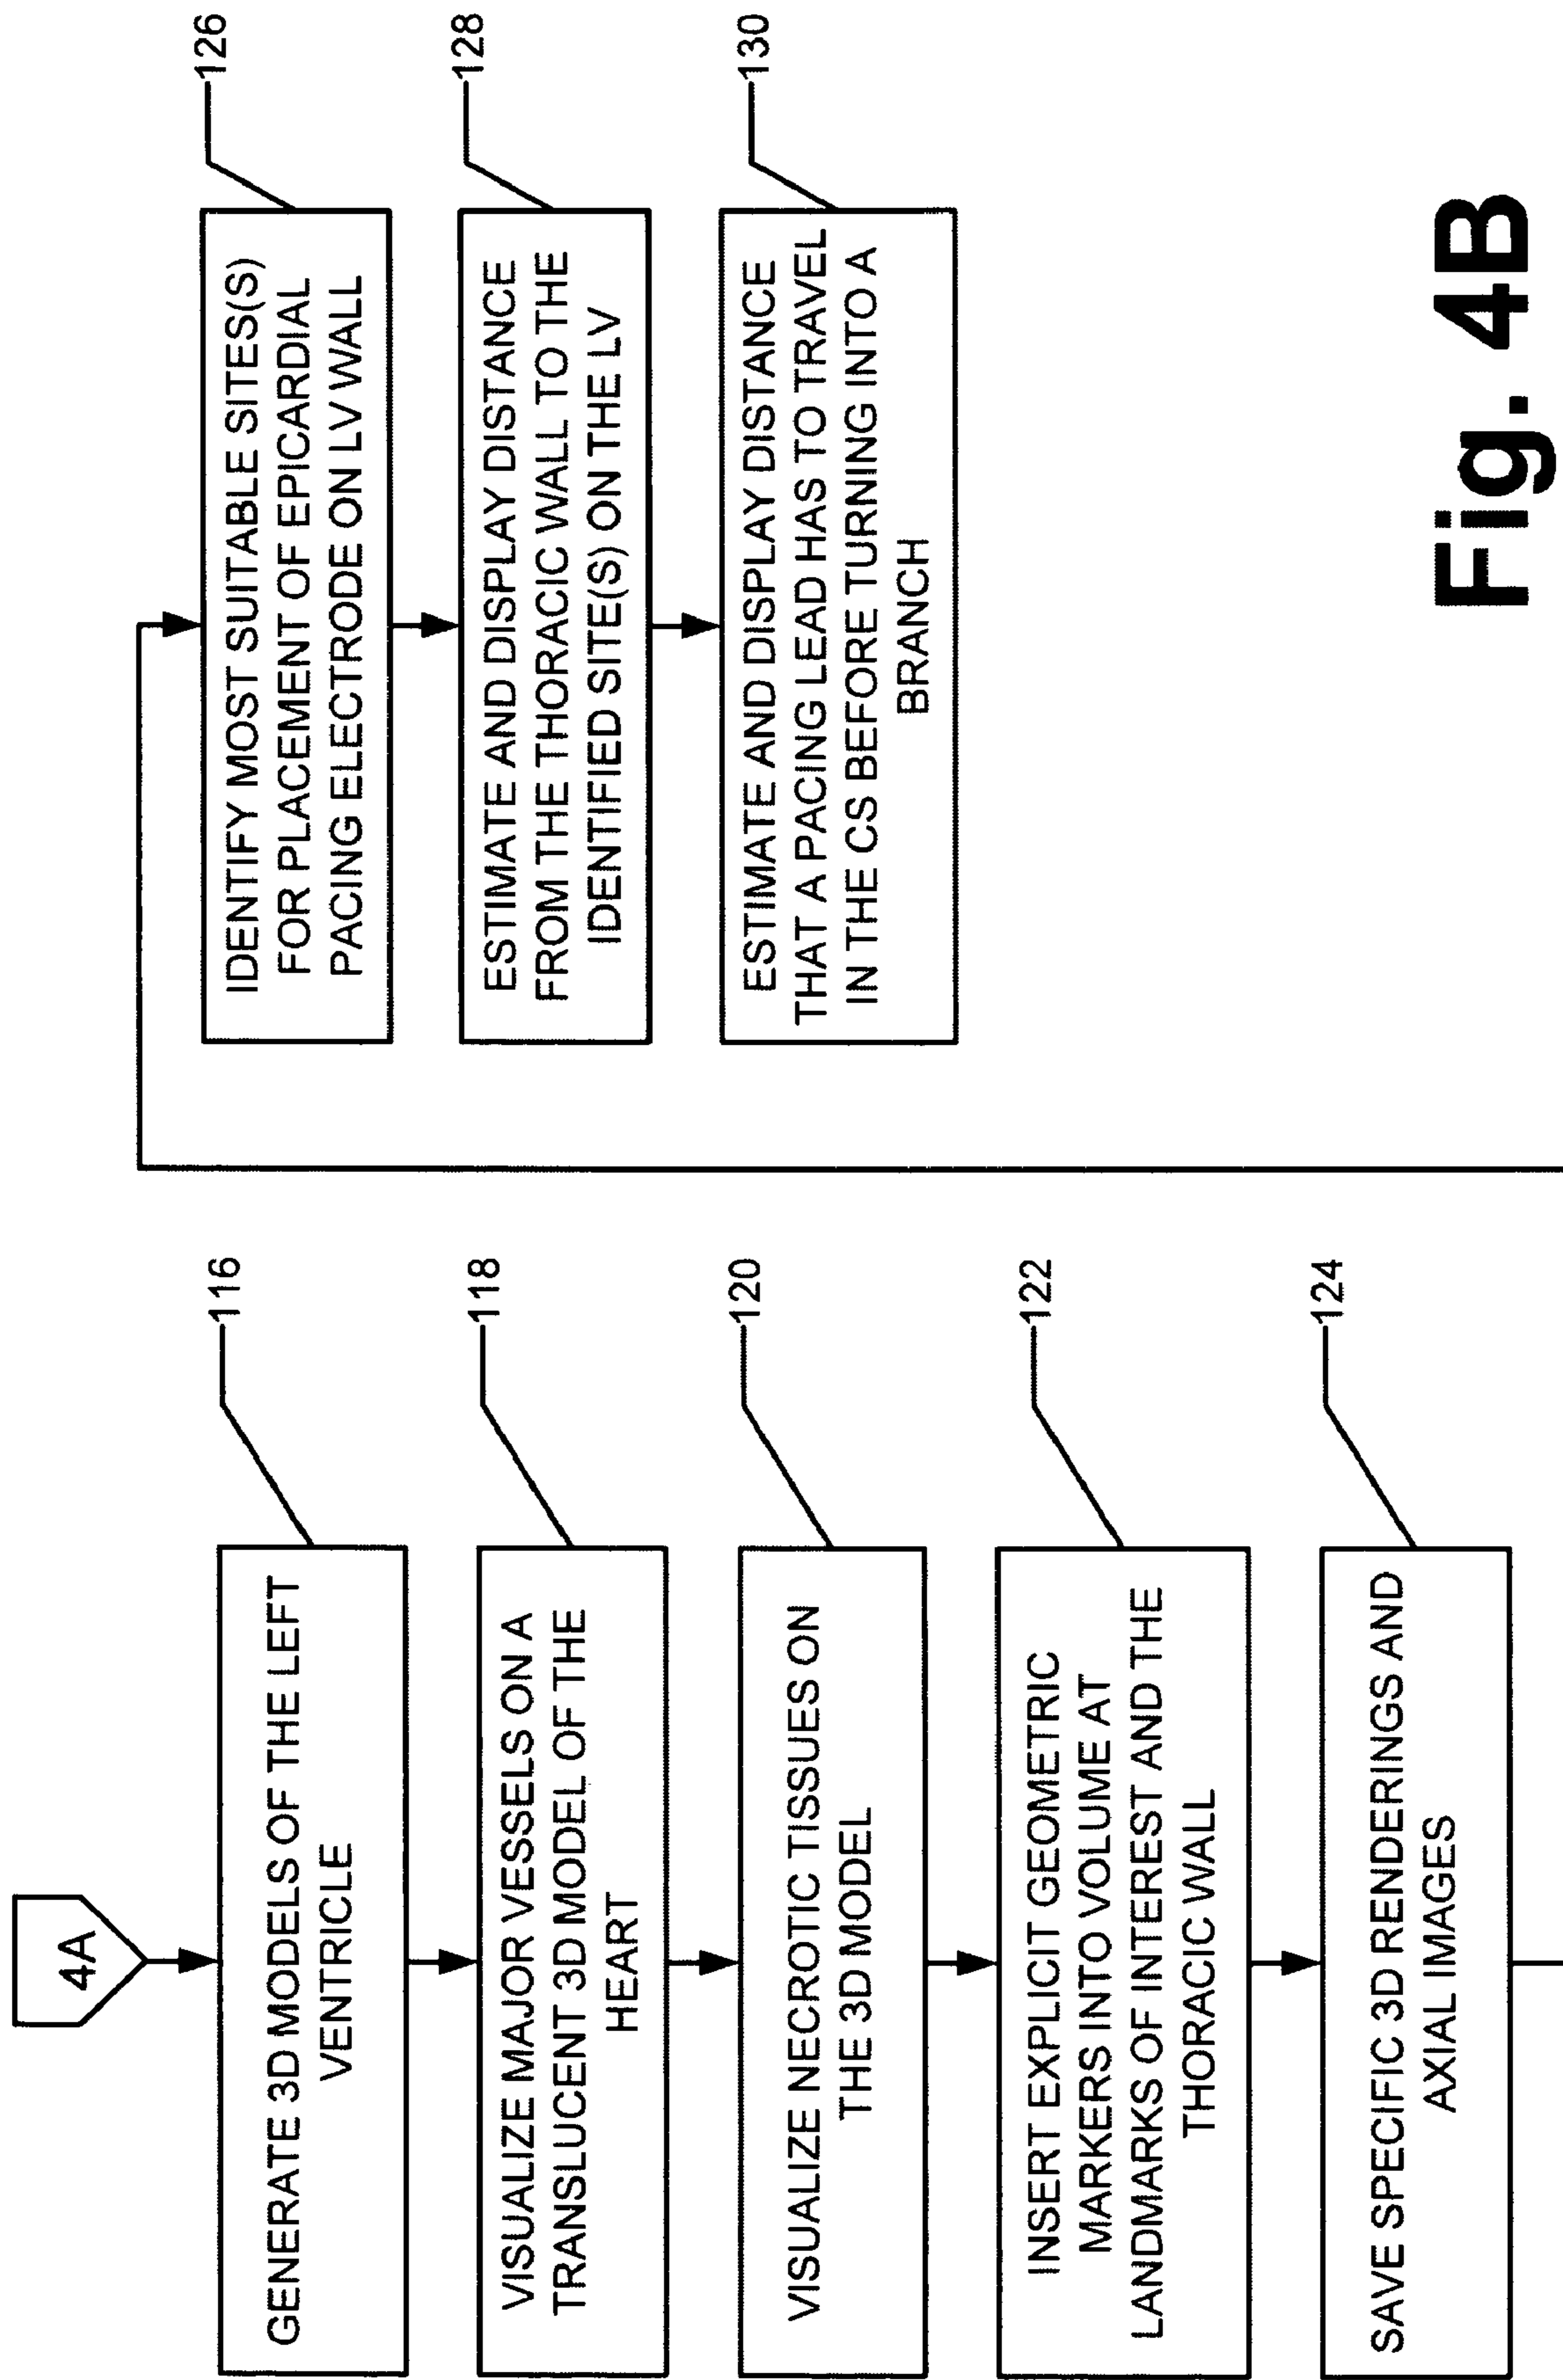 4A
GENERATE 3D MODELS OF THE LEFT
VENTRICLE
116
VISUALIZE MAJOR VESSELS ON A
TRANSLUCENT 3D MODEL OF THE
HEART
118
VISUALIZE NECROTIC TISSUES ON
THE 3D MODEL
120
INSERT EXPLICIT GEOMETRIC
MARKERS INTO VOLUME AT
LANDMARKS OF INTEREST AND THE
THORACIC WALL
122
SAVE SPECIFIC 3D RENDERINGS AND
AXIAL IMAGES
124
IDENTIFY MOST SUITABLE SITES(S)
FOR PLACEMENT OF EPICARDIAL
PACING ELECTRODE ON LV WALL
126
ESTIMATE AND DISPLAY DISTANCE
FROM THE THORACIC WALL TO THE
IDENTIFIED SITE(S) ON THE LV
128
ESTIMATE AND DISPLAY DISTANCE
THAT A PACING LEAD HAS TO TRAVEL
IN THE CS BEFORE TURNING INTO A
BRANCH
130
Fig. 4B